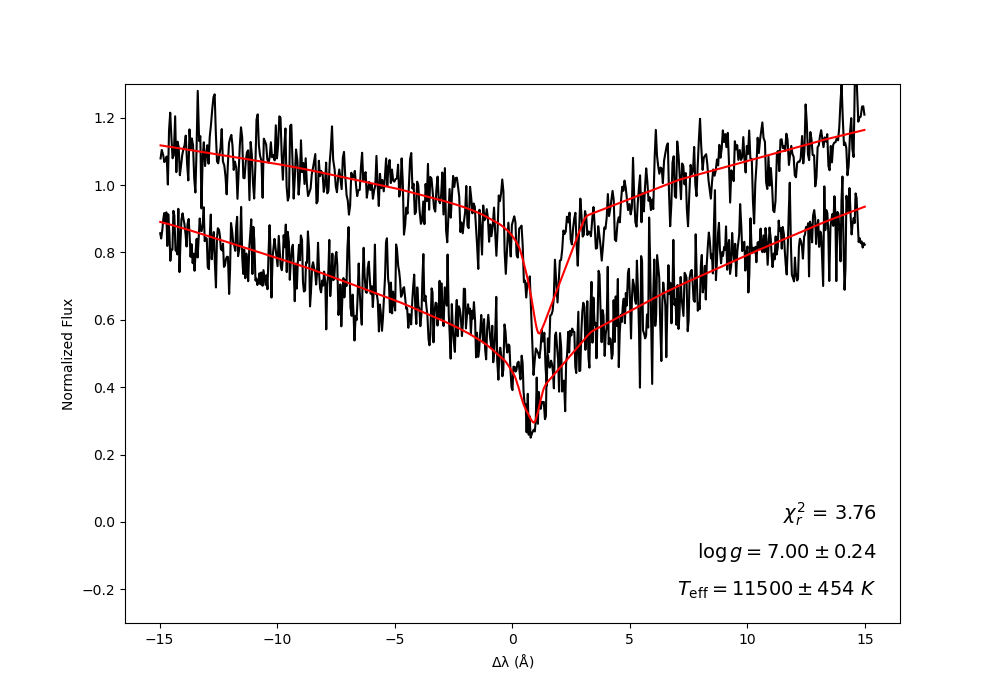 1.2
1.0
0.8
0.6
0.4
0.2
0.0
−0.2
Normalized Flux
χ²ᵣ = 3.76
log g = 7.00 ± 0.24
T_eff = 11500 ± 454 K
−15 −10 −5 0 5 10 15
Δλ (Å)